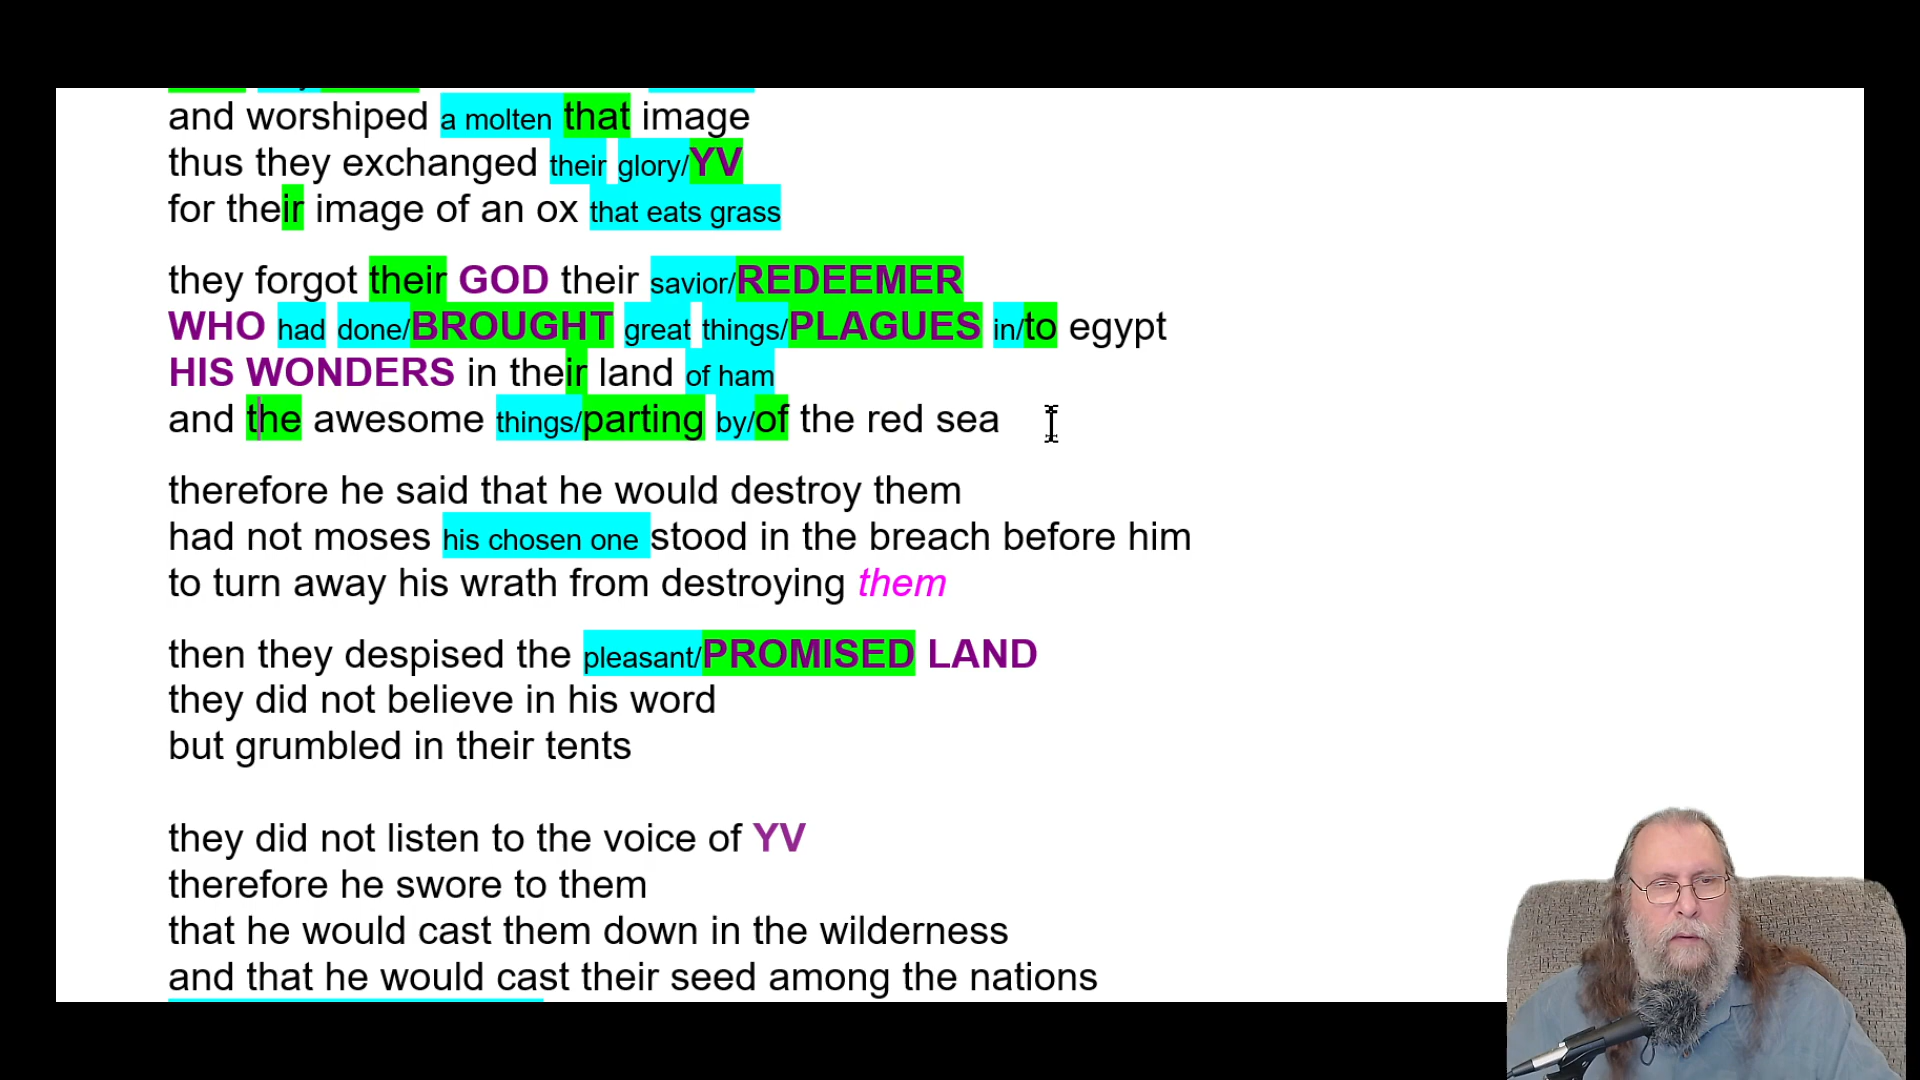 and worshiped a molten that image
thus they exchanged their glory/YV
for their image of an ox that eats grass
they forgot their GOD their savior/REDEEMER
WHO had done/BROUGHT great things/PLAGUES in/to egypt
HIS WONDERS in their land of ham
and the awesome things/parting by/of the red sea
therefore he said that he would destroy them
had not moses his chosen one stood in the breach before him
to turn away his wrath from destroying them
then they despised the pleasant/PROMISED LAND
they did not believe in his word
but grumbled in their tents
they did not listen to the voice of YV
therefore he swore to them
that he would cast them down in the wilderness
and that he would cast their seed among the nations